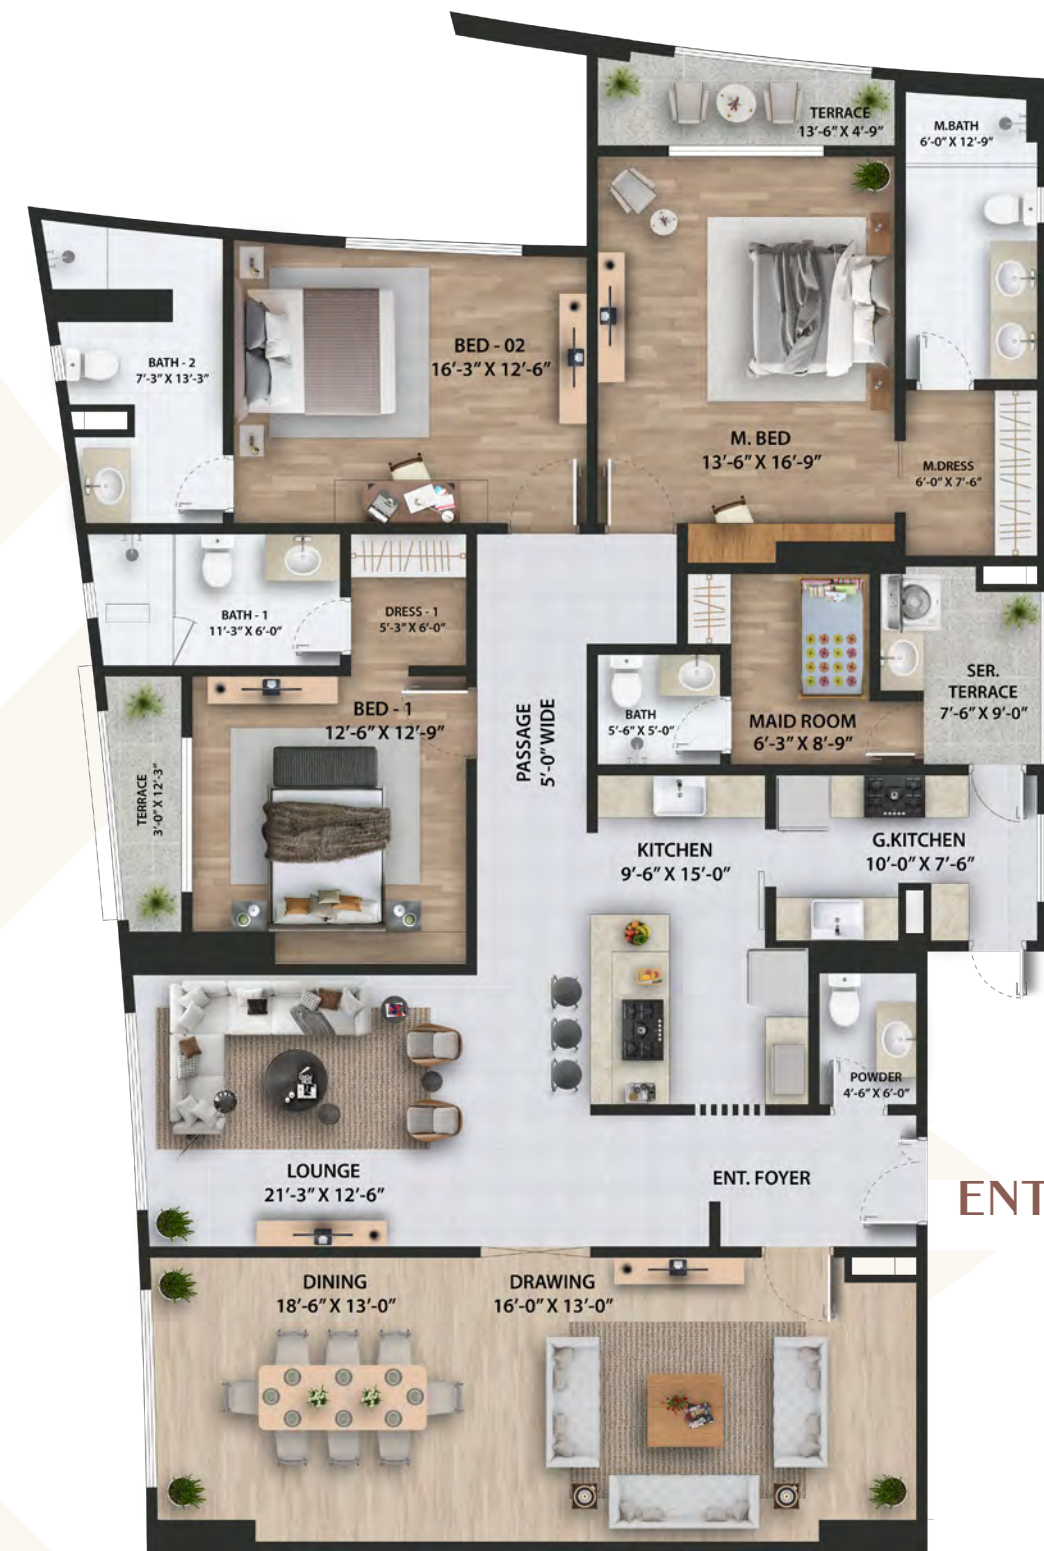 TERRACE
13'-6" X 4'-9"
M.BATH
6'-0" X 12'-9"
BED - 02
16'-3" X 12'-6"
BATH - 2
7'-3" X 13'-3"
M. BED
13'-6" X 16'-9"
M.DRESS
6'-0" X 7'-6"
BATH - 1
11'-3" X 6'-0"
DRESS - 1
5'-3" X 6'-0"
SER.
TERRACE
7'-6" X 9'-0"
BED - 1
12'-6" X 12'-9"
PASSAGE
5'-0" WIDE
BATH
5'-6" X 5'-0"
MAID ROOM
6'-3" X 8'-9"
TERRACE
3'-0" X 12'-3"
KITCHEN
9'-6" X 15'-0"
G.KITCHEN
10'-0" X 7'-6"
POWDER
4'-6" X 6'-0"
LOUNGE
21'-3" X 12'-6"
ENT. FOYER
ENT
DINING
18'-6" X 13'-0"
DRAWING
16'-0" X 13'-0"